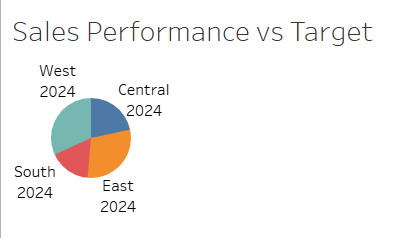 Sales Performance vs Target
West
2024
Central
2024
South
2024
East
2024